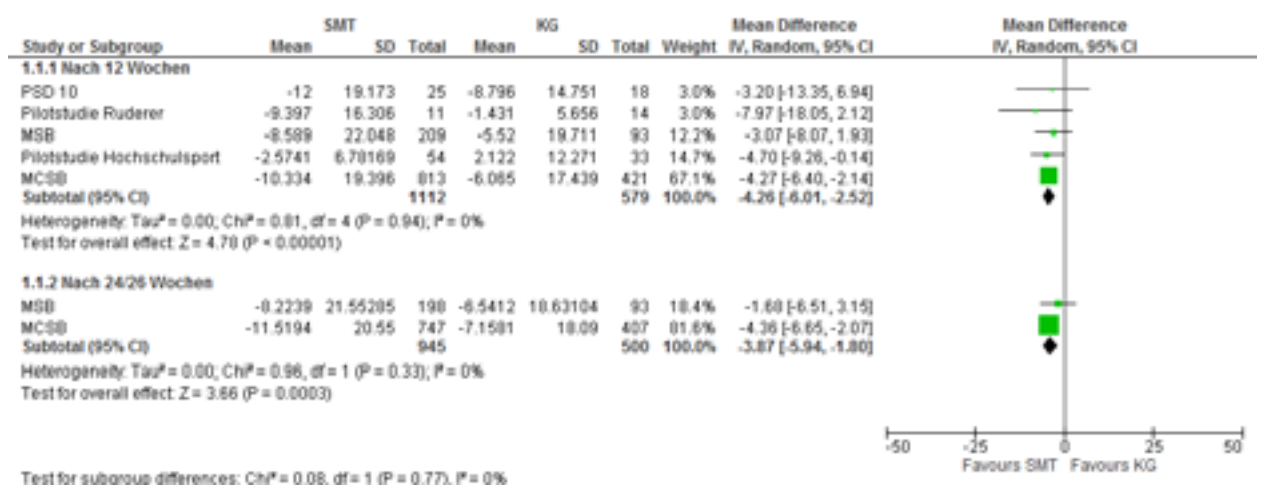 SMT KG Mean Difference Mean Difference
Study or Subgroup Mean SD Total Mean SD Total Weight IV, Random, 95% CI IV, Random, 95% CI
1.1.1 Nach 12 Wochen
PSD 10 -12 19.173 25 -8.796 14.751 18 3.0% -3.20 [-13.35, 6.94]
Pilotstudie Ruderer -9.397 16.306 11 -1.431 5.656 14 3.0% -7.97 [-18.05, 2.12]
MSB -8.589 22.048 209 -5.52 19.711 93 12.2% -3.07 [-8.07, 1.93]
Pilotstudie Hochschulsport -2.5741 6.78169 54 2.122 12.271 33 14.7% -4.70 [-9.26, -0.14]
MCSB -10.334 19.396 813 -6.065 17.439 421 67.1% -4.27 [-6.40, -2.14]
Subtotal (95% CI) 1112 579 100.0% -4.26 [-6.01, -2.52]
Heterogeneity: Tau² = 0.00; Chi² = 0.81, df = 4 (P = 0.94); I² = 0%
Test for overall effect: Z = 4.78 (P < 0.00001)
1.1.2 Nach 24/26 Wochen
MSB -8.2239 21.55285 198 -6.5412 18.63104 93 18.4% -1.68 [-6.51, 3.15]
MCSB -11.5194 20.55 747 -7.1581 18.09 407 81.6% -4.36 [-6.65, -2.07]
Subtotal (95% CI) 945 500 100.0% -3.87 [-5.94, -1.80]
Heterogeneity: Tau² = 0.00; Chi² = 0.96, df = 1 (P = 0.33); I² = 0%
Test for overall effect: Z = 3.66 (P = 0.0003)
-50 -25 0 25 50
Favours SMT Favours KG
Test for subgroup differences: Chi² = 0.08, df = 1 (P = 0.77), I² = 0%